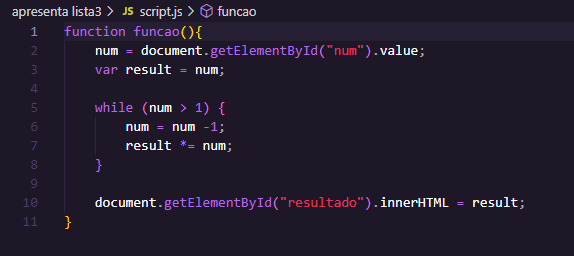 apresenta lista3 > JS script.js > funcao
1 function funcao(){
2 num = document.getElementById("num").value;
3 var result = num;
4
5 while (num > 1) {
6 num = num -1;
7 result *= num;
8 }
9
10 document.getElementById("resultado").innerHTML = result;
11 }